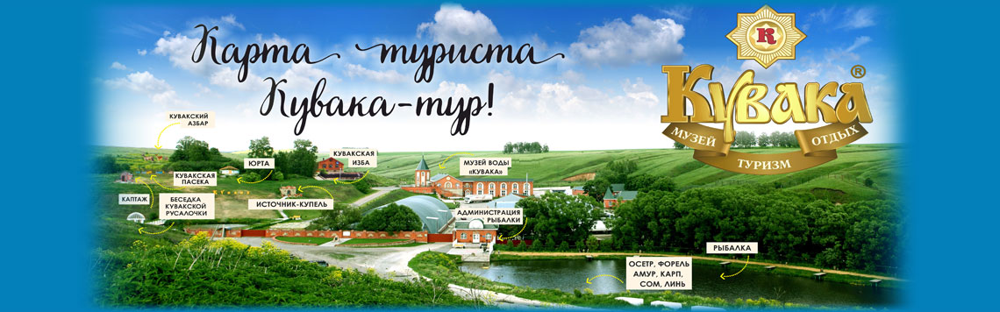 Карта туриста
Кувака-тур!
К
Кувака®
МУЗЕЙ ТУРИЗМ ОТДЫХ
КУВАКСКИЙ
АЗБАР
ЮРТА
КУВАКСКАЯ
ИЗБА
МУЗЕЙ ВОДЫ
«КУВАКА»
КУВАКСКАЯ
ПАСЕКА
КАПТАЖ
БЕСЕДКА
КУВАКСКОЙ
РУСАЛОЧКИ
ИСТОЧНИК-КУПЕЛЬ
АДМИНИСТРАЦИЯ
РЫБАЛКИ
РЫБАЛКА
ОСЕТР, ФОРЕЛЬ
АМУР, КАРП,
СОМ, ЛИНЬ